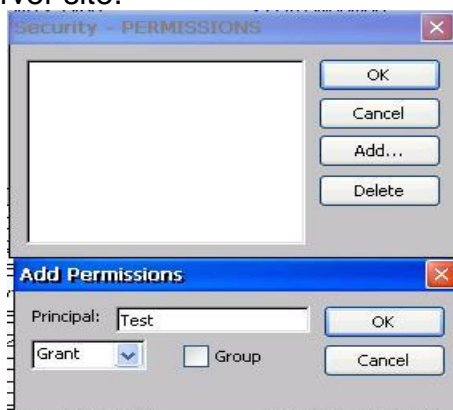 Security - PERMISSIONS
OK
Cancel
Add...
Delete
Add Permissions
Principal: Test
OK
Grant
Group
Cancel